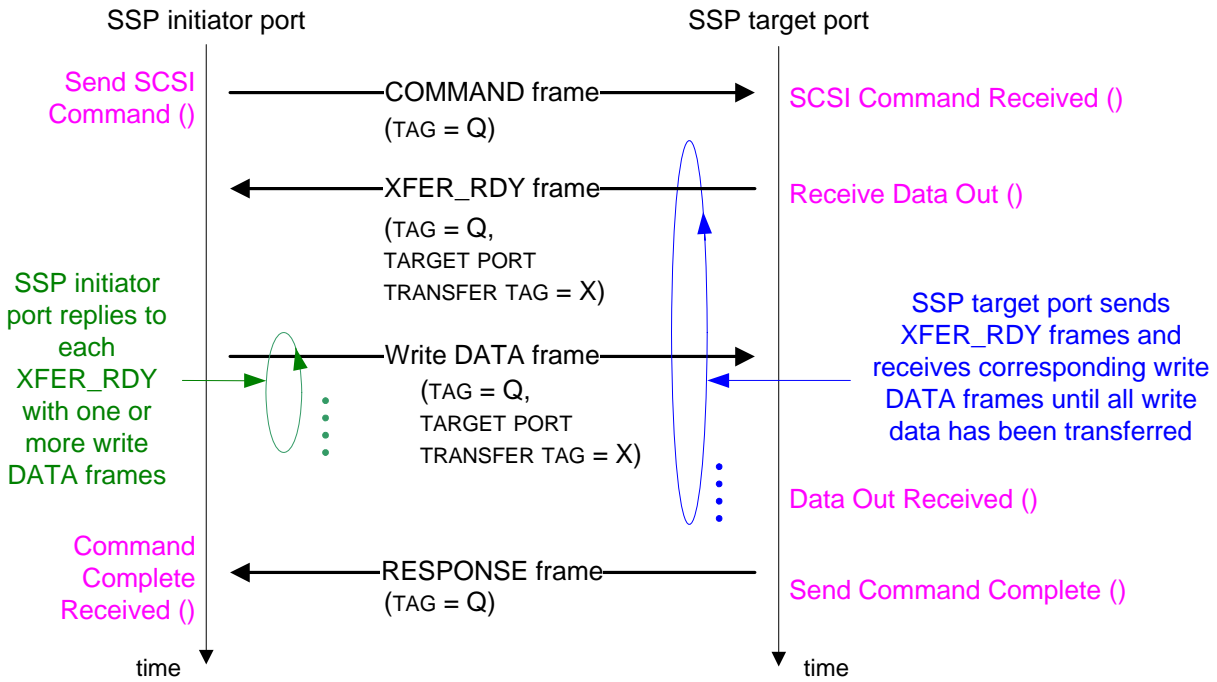 SSP initiator port
SSP target port
Send SCSI
Command ()
COMMAND frame
(TAG = Q)
SCSI Command Received ()
XFER_RDY frame
(TAG = Q,
TARGET PORT
TRANSFER TAG = X)
Receive Data Out ()
SSP initiator
port replies to
each
XFER_RDY
with one or
more write
DATA frames
Write DATA frame
(TAG = Q,
TARGET PORT
TRANSFER TAG = X)
SSP target port sends
XFER_RDY frames and
receives corresponding write
DATA frames until all write
data has been transferred
Data Out Received ()
Command
Complete
Received ()
RESPONSE frame
(TAG = Q)
Send Command Complete ()
time
time